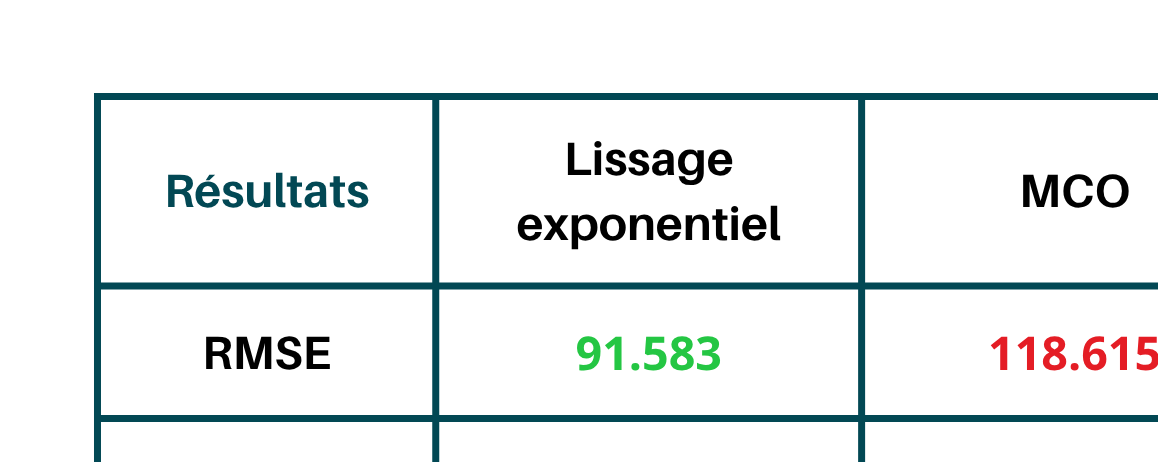 Résultats
Lissage
exponentiel
MCO
RMSE
91.583
118.615